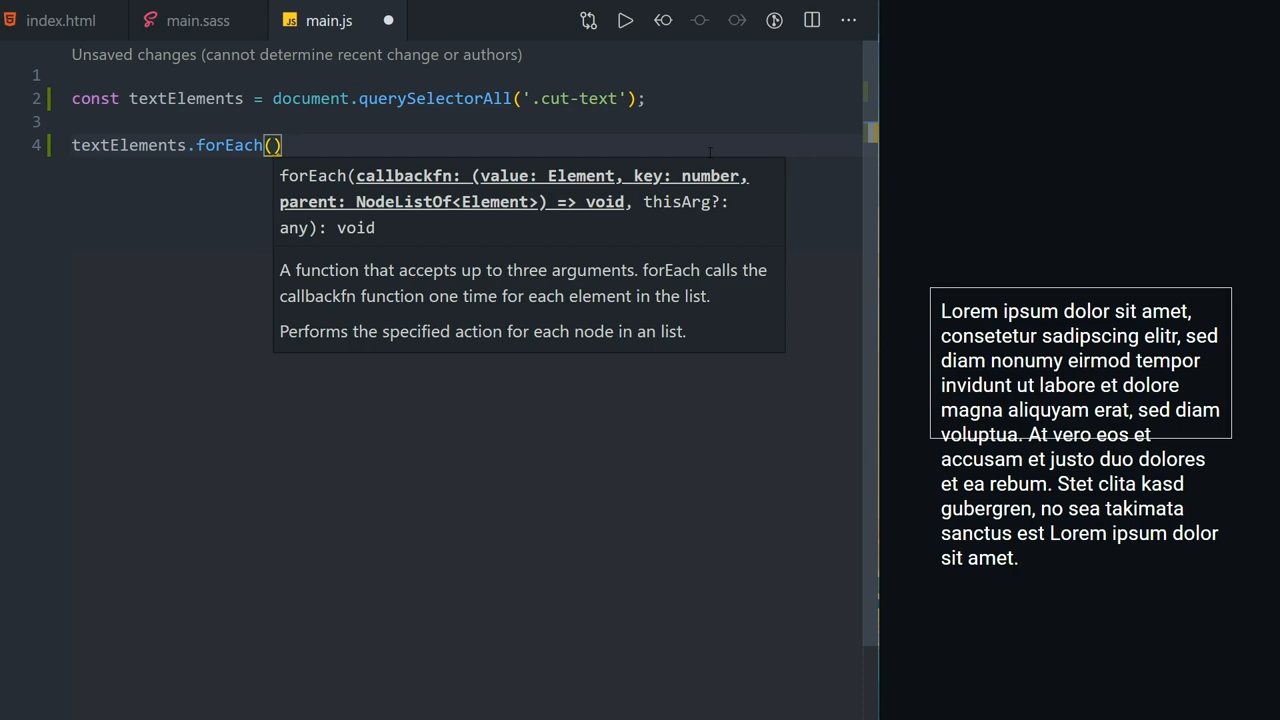 index.html
main.sass
JS main.js
Unsaved changes (cannot determine recent change or authors)
1
2 const textElements = document.querySelectorAll('.cut-text');
3
4 textElements.forEach()
forEach(callbackfn: (value: Element, key: number,
parent: NodeListOf<Element>) => void, thisArg?:
any): void
A function that accepts up to three arguments. forEach calls the
callbackfn function one time for each element in the list.
Performs the specified action for each node in an list.
Lorem ipsum dolor sit amet,
consetetur sadipscing elitr, sed
diam nonumy eirmod tempor
invidunt ut labore et dolore
magna aliquyam erat, sed diam
voluptua. At vero eos et
accusam et justo duo dolores
et ea rebum. Stet clita kasd
gubergren, no sea takimata
sanctus est Lorem ipsum dolor
sit amet.